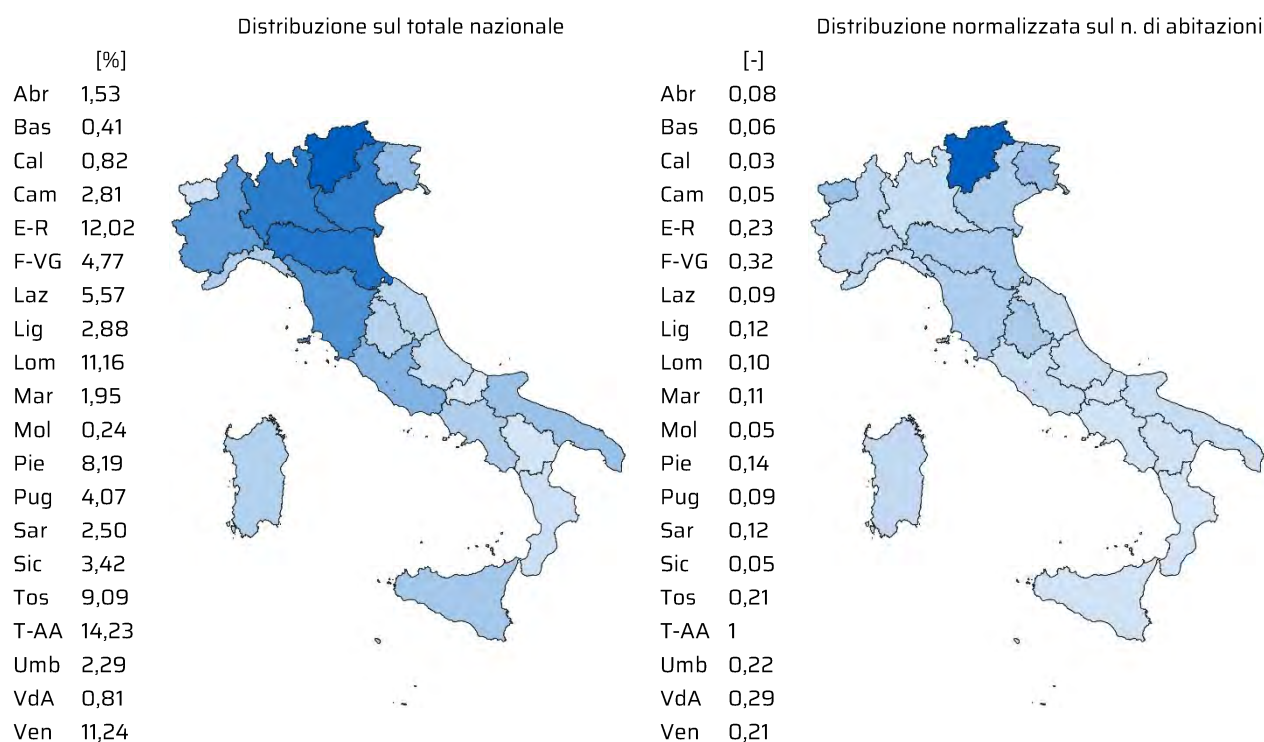 Distribuzione sul totale nazionale
[%]
Abr 1,53
Bas 0,41
Cal 0,82
Cam 2,81
E-R 12,02
F-VG 4,77
Laz 5,57
Lig 2,88
Lom 11,16
Mar 1,95
Mol 0,24
Pie 8,19
Pug 4,07
Sar 2,50
Sic 3,42
Tos 9,09
T-AA 14,23
Umb 2,29
VdA 0,81
Ven 11,24
Distribuzione normalizzata sul n. di abitazioni
[-]
Abr 0,08
Bas 0,06
Cal 0,03
Cam 0,05
E-R 0,23
F-VG 0,32
Laz 0,09
Lig 0,12
Lom 0,10
Mar 0,11
Mol 0,05
Pie 0,14
Pug 0,09
Sar 0,12
Sic 0,05
Tos 0,21
T-AA 1
Umb 0,22
VdA 0,29
Ven 0,21